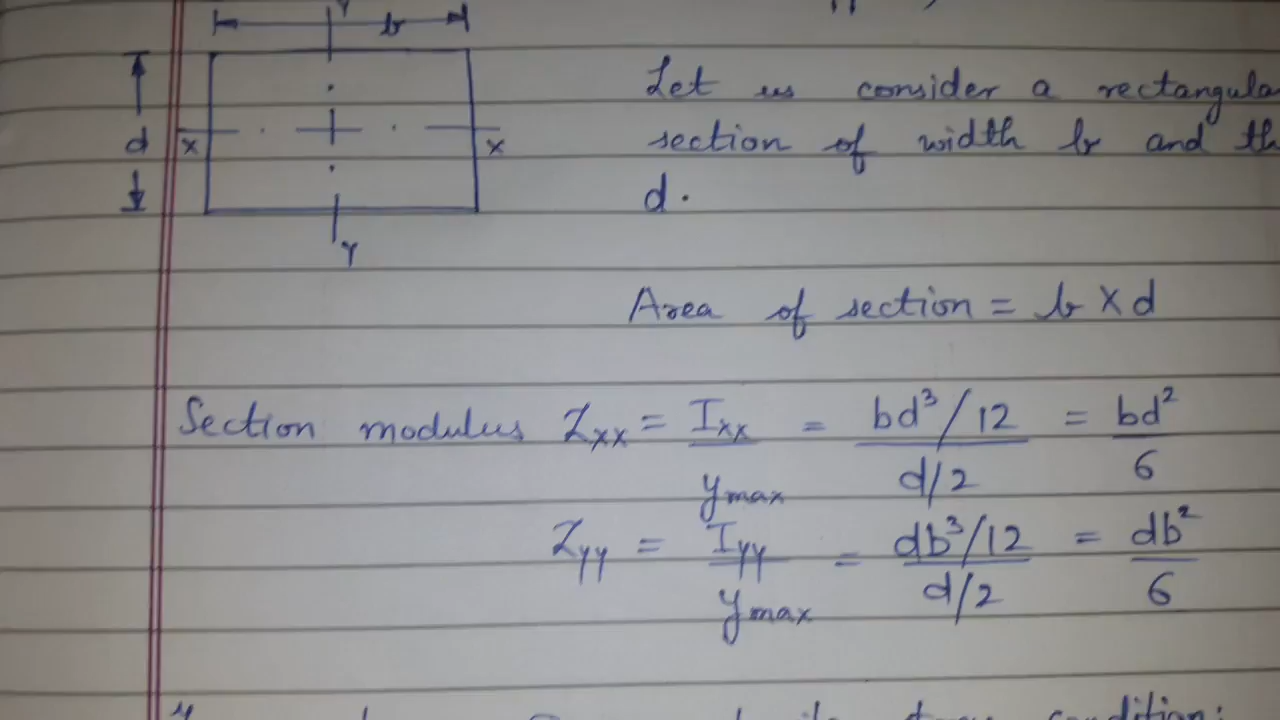 b
Let us consider a rectangula
d x x section of width b and th
d.
Y
Area of section = b x d
Section modulus Zxx = Ixx / ymax = bd³/12 / d/2 = bd² / 6
Zyy = Iyy / ymax = db³/12 / d/2 = db² / 6
condition: